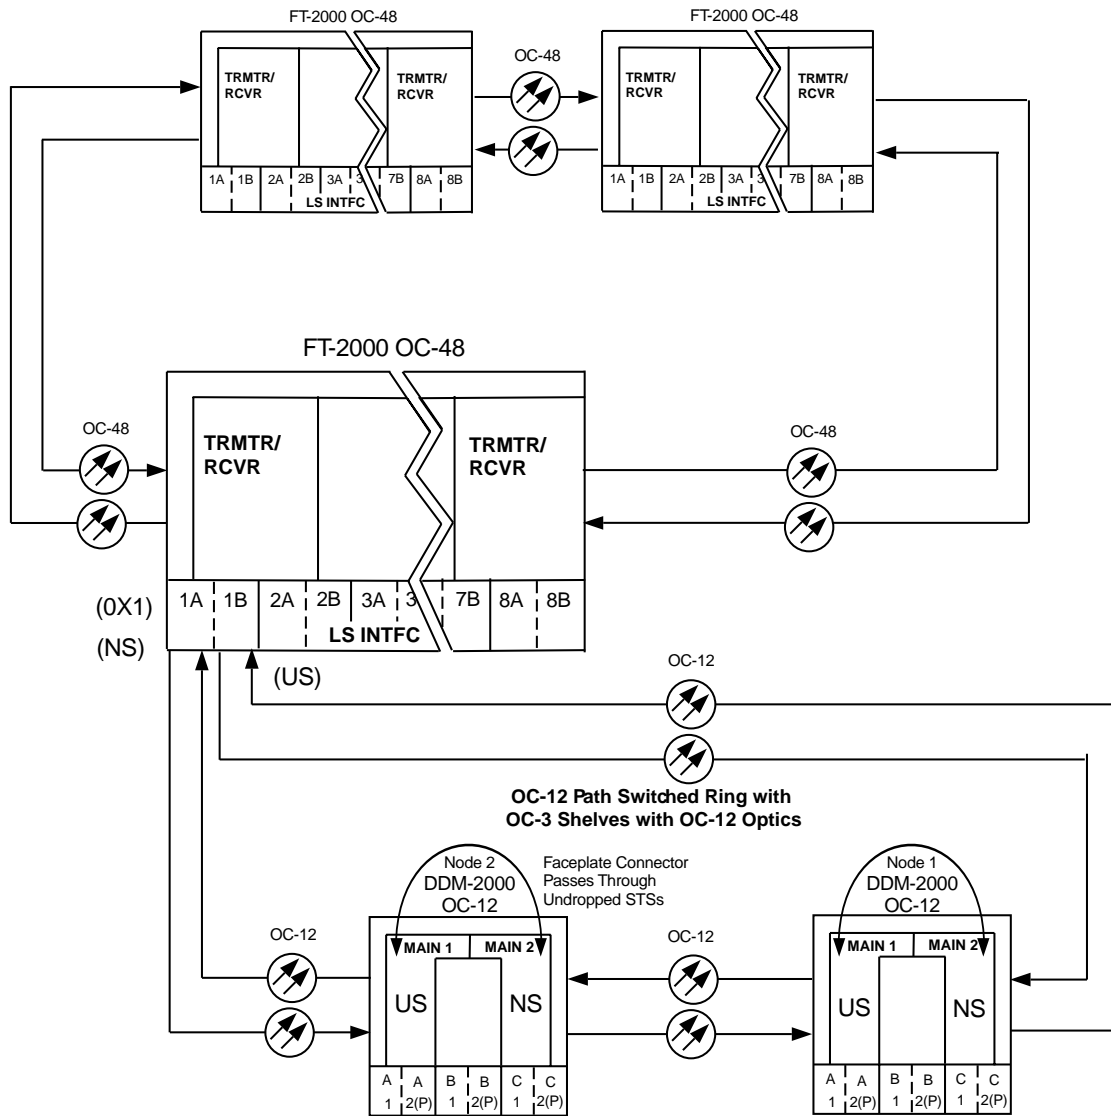 FT-2000 OC-48
FT-2000 OC-48
OC-48
TRMTR/
RCVR
TRMTR/
RCVR
TRMTR/
RCVR
TRMTR/
RCVR
1A 1B 2A 2B 3A 3 7B 8A 8B
LS INTFC
1A 1B 2A 2B 3A 3 7B 8A 8B
LS INTFC
FT-2000 OC-48
OC-48
OC-48
TRMTR/
RCVR
TRMTR/
RCVR
(0X1)
1A 1B 2A 2B 3A 3 7B 8A 8B
(NS)
LS INTFC
(US)
OC-12
OC-12 Path Switched Ring with
OC-3 Shelves with OC-12 Optics
Node 2
DDM-2000
OC-12
Faceplate Connector
Passes Through
Undropped STSs
Node 1
DDM-2000
OC-12
OC-12
OC-12
MAIN 1 MAIN 2
MAIN 1 MAIN 2
US NS
US NS
A A B B C C
1 2(P) 1 2(P) 1 2(P)
A A B B C C
1 2(P) 1 2(P) 1 2(P)